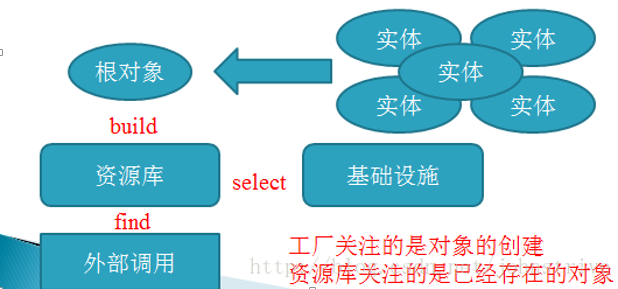 实体
实体
根对象
实体
实体
实体
build
资源库
select
基础设施
find
外部调用
工厂关注的是对象的创建
资源库关注的是已经存在的对象